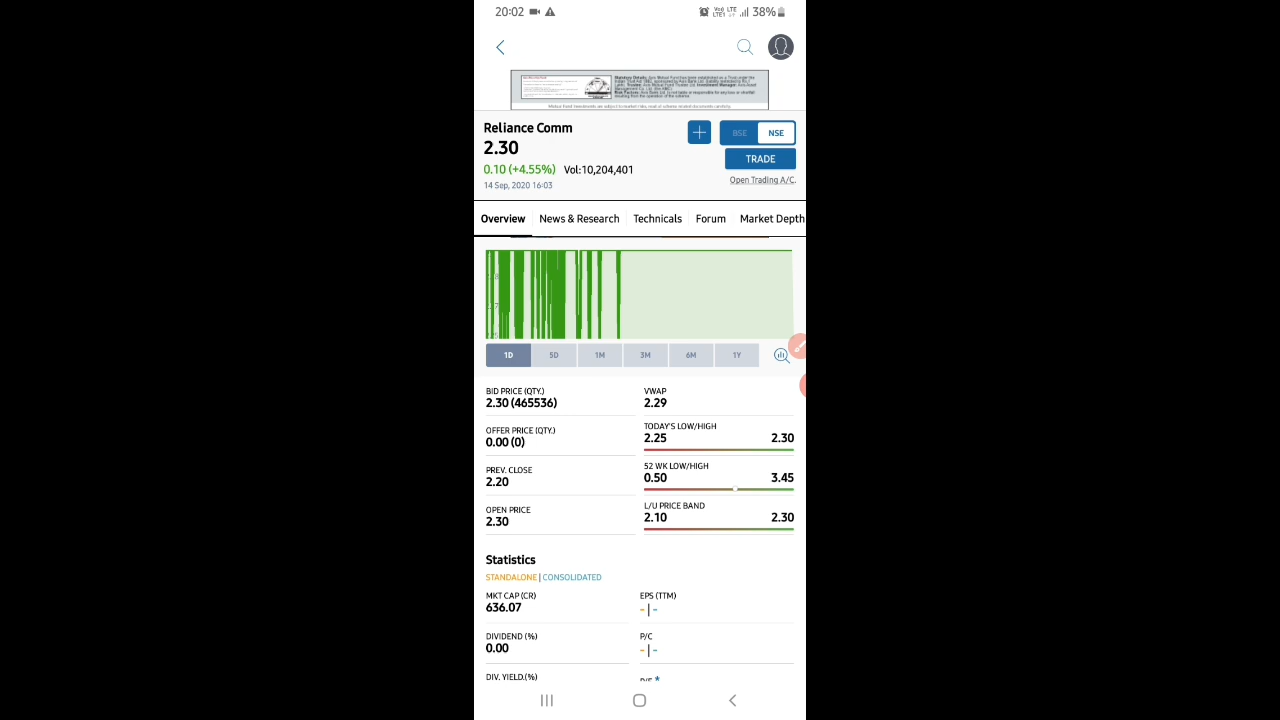 20:02
LTE 38%
Reliance Comm
2.30
BSE NSE
0.10 (+4.55%) Vol:10,204,401
TRADE
14 Sep, 2020 16:03
Open Trading A/C.
Overview News & Research Technicals Forum Market Depth
1D 5D 1M 3M 6M 1Y
BID PRICE (QTY.) VWAP
2.30 (465536) 2.29
OFFER PRICE (QTY.) TODAY'S LOW/HIGH
0.00 (0) 2.25 2.30
PREV. CLOSE 52 WK LOW/HIGH
2.20 0.50 3.45
OPEN PRICE L/U PRICE BAND
2.30 2.10 2.30
Statistics
STANDALONE | CONSOLIDATED
MKT CAP (CR) EPS (TTM)
636.07 - | -
DIVIDEND (%) P/C
0.00 - | -
DIV. YIELD.(%)